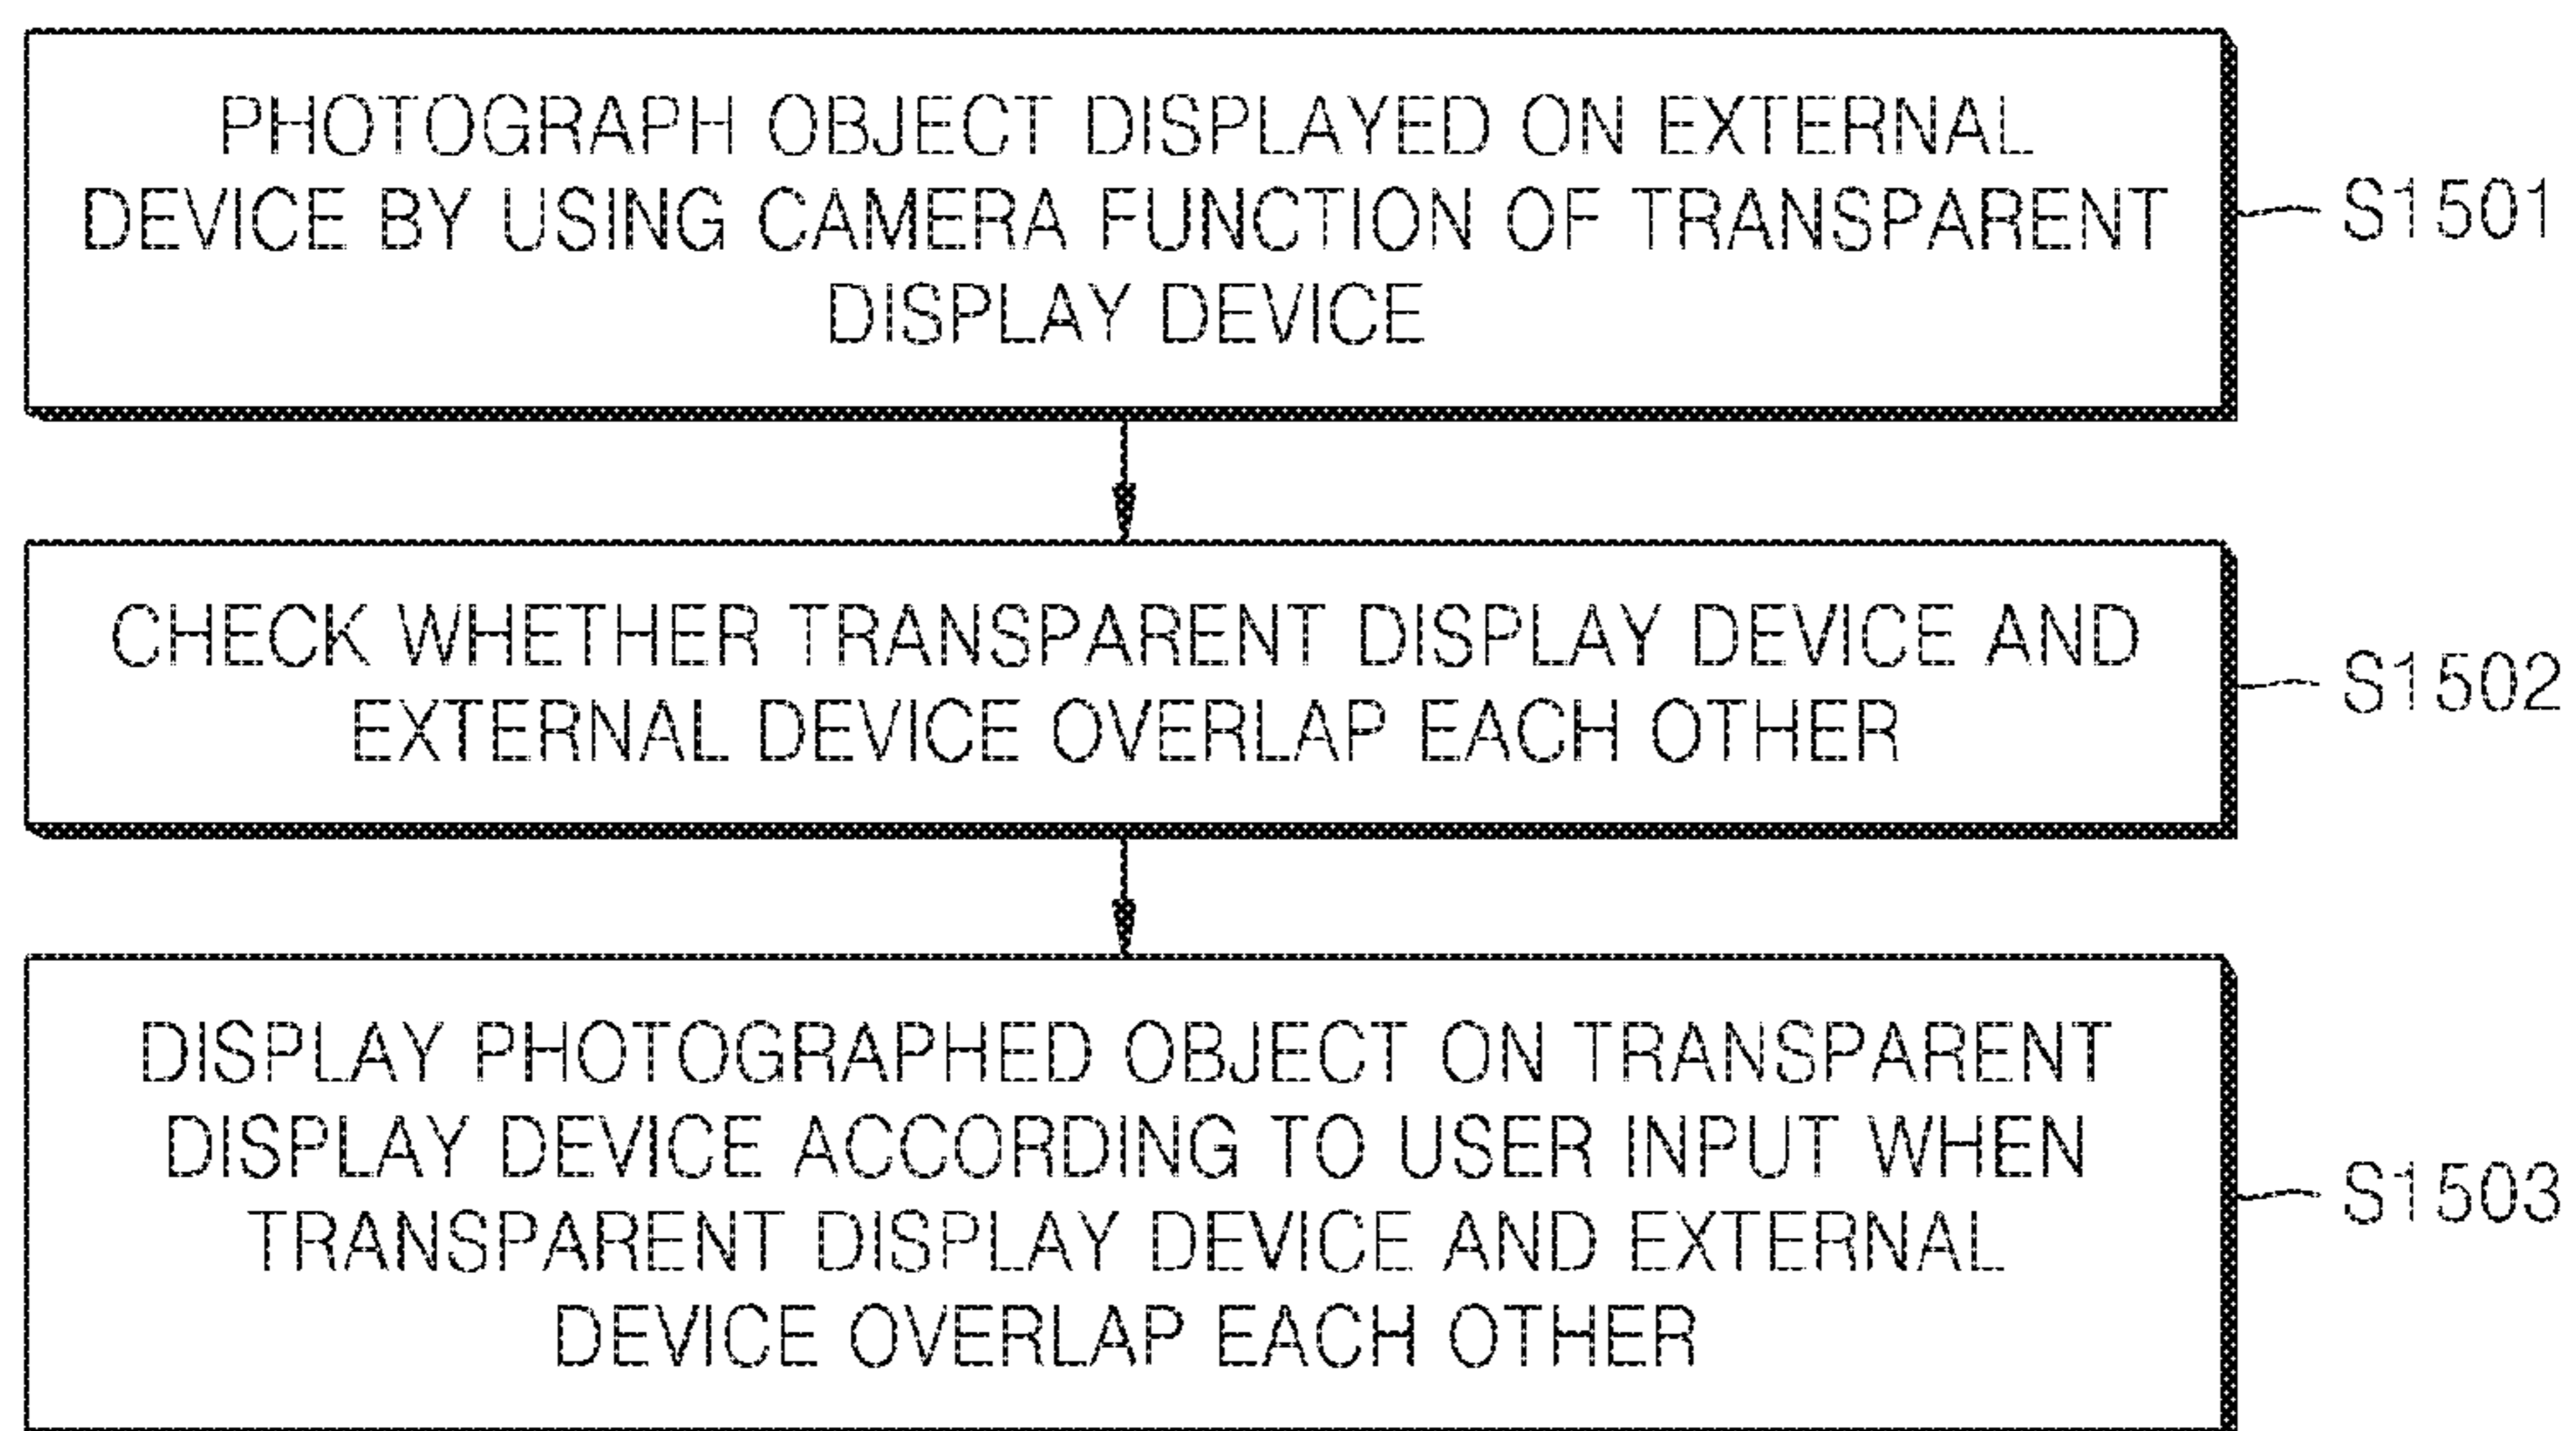 PHOTOGRAPH OBJECT DISPLAYED ON EXTERNAL
DEVICE BY USING CAMERA FUNCTION OF TRANSPARENT
DISPLAY DEVICE
S1501
CHECK WHETHER TRANSPARENT DISPLAY DEVICE AND
EXTERNAL DEVICE OVERLAP EACH OTHER
S1502
DISPLAY PHOTOGRAPHED OBJECT ON TRANSPARENT
DISPLAY DEVICE ACCORDING TO USER INPUT WHEN
TRANSPARENT DISPLAY DEVICE AND EXTERNAL
DEVICE OVERLAP EACH OTHER
S1503